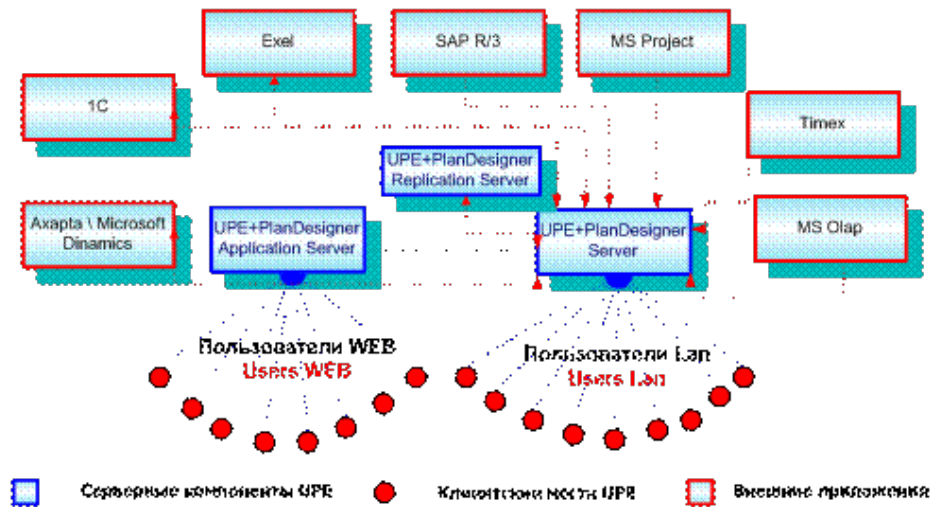 Exel
SAP R/3
MS Project
1C
Timex
UPE+PlanDesigner
Replication Server
Axapta \ Microsoft
Dinamics
UPE+PlanDesigner
Application Server
UPE+PlanDesigner
Server
MS Olap
Пользователи WEB
Users WEB
Пользователи Lan
Users Lan
Серверные компоненты UPE
Клиентские места UPE
Внешние приложения